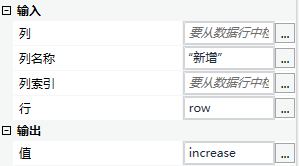 输入
列 要从数据行中检 ...
列名称 “新增” ...
列索引 要从数据行中检 ...
行 row ...
输出
值 increase ...